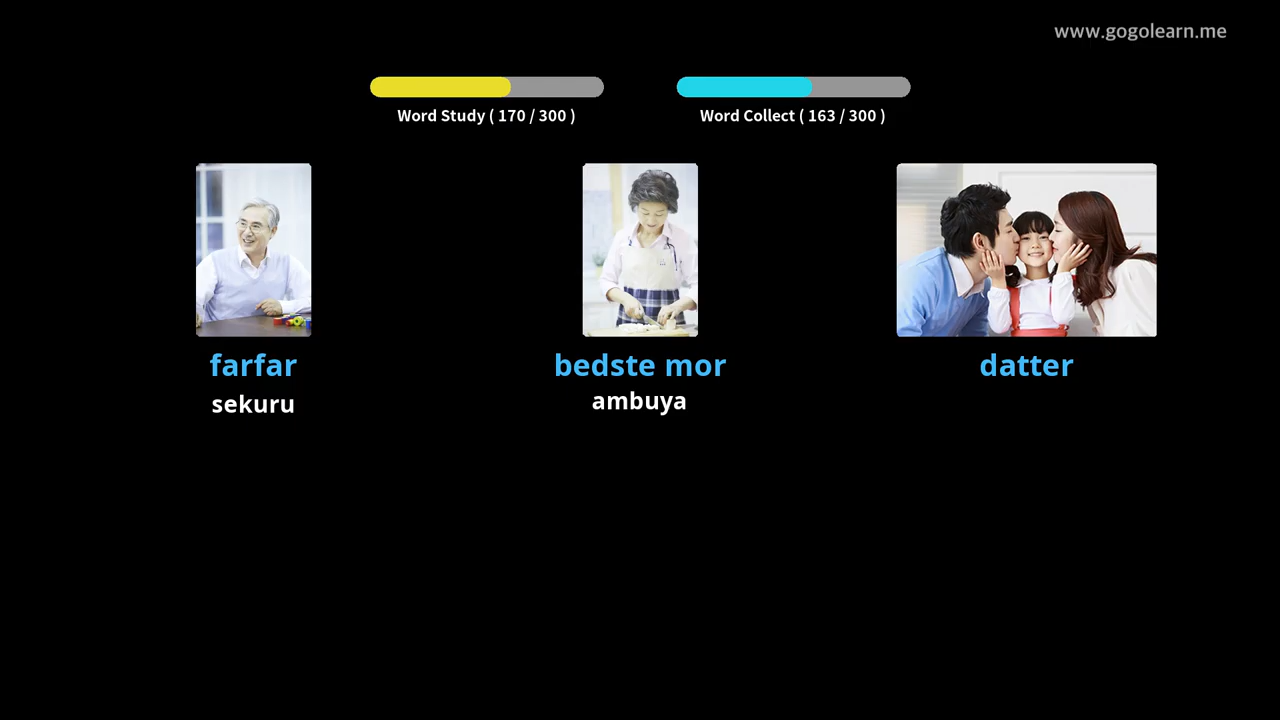 www.gogolearn.me
Word Study ( 170 / 300 )
Word Collect ( 163 / 300 )
farfar
bedste mor
datter
sekuru
ambuya